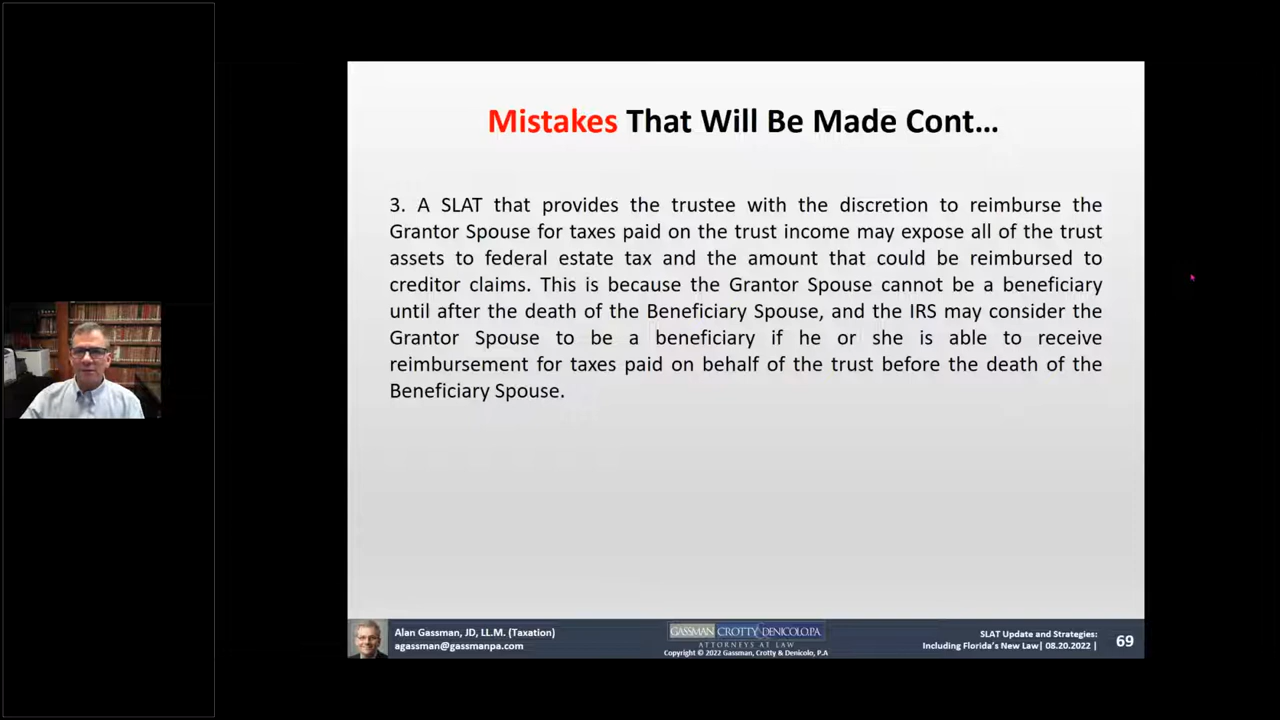 Mistakes That Will Be Made Cont…
3. A SLAT that provides the trustee with the discretion to reimburse the
Grantor Spouse for taxes paid on the trust income may expose all of the trust
assets to federal estate tax and the amount that could be reimbursed to
creditor claims. This is because the Grantor Spouse cannot be a beneficiary
until after the death of the Beneficiary Spouse, and the IRS may consider the
Grantor Spouse to be a beneficiary if he or she is able to receive
reimbursement for taxes paid on behalf of the trust before the death of the
Beneficiary Spouse.
Alan Gassman, JD, LL.M. (Taxation)
agassman@gassmanpa.com
GASSMAN CROTTY & DENICOLO, P.A.
ATTORNEYS AT LAW
Copyright © 2022 Gassman, Crotty & Denicolo, P.A
SLAT Update and Strategies:
Including Florida's New Law| 08.20.2022 |
69